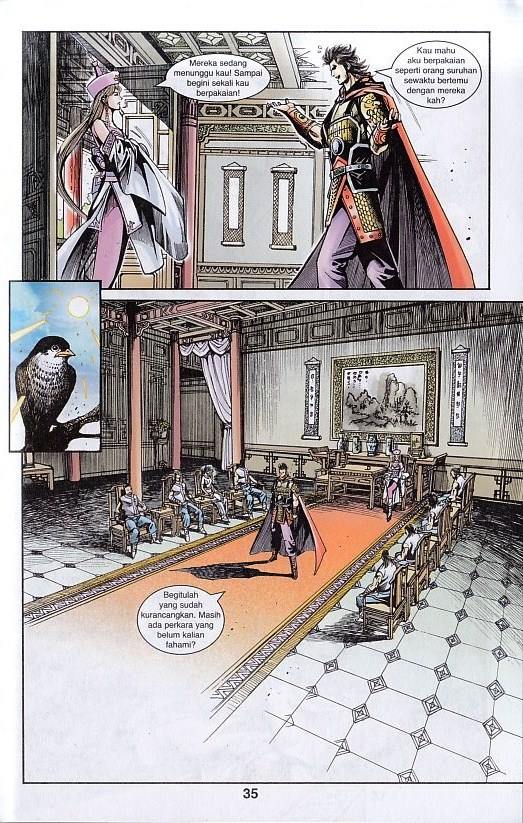 Mereka sedang
menunggu kau! Sampai
begini sekali kau
berpakaian!
Kau mahu
aku berpakaian
seperti orang suruhan
sewaktu bertemu
dengan mereka
kah?
Begitulah
yang sudah
kurancangkan. Masih
ada perkara yang
belum kalian
fahami?
35